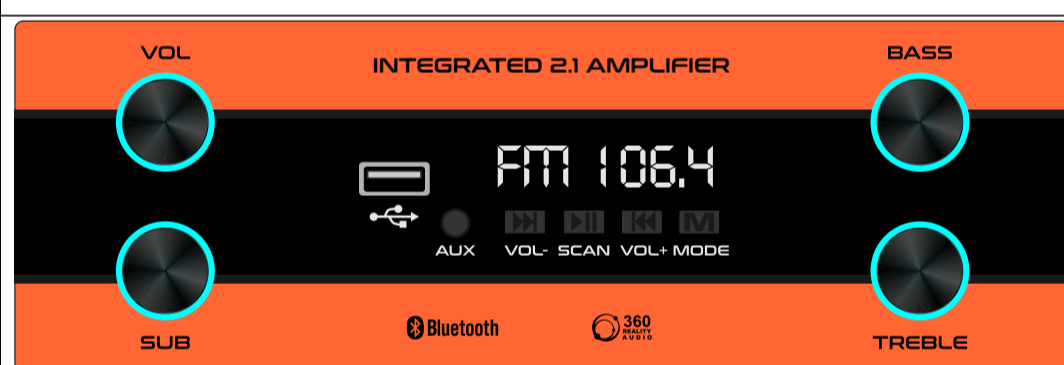 VOL
INTEGRATED 2.1 AMPLIFIER
BASS
FM 106.4
M
AUX VOL- SCAN VOL+ MODE
SUB
Bluetooth
360
REALITY
AUDIO
TREBLE